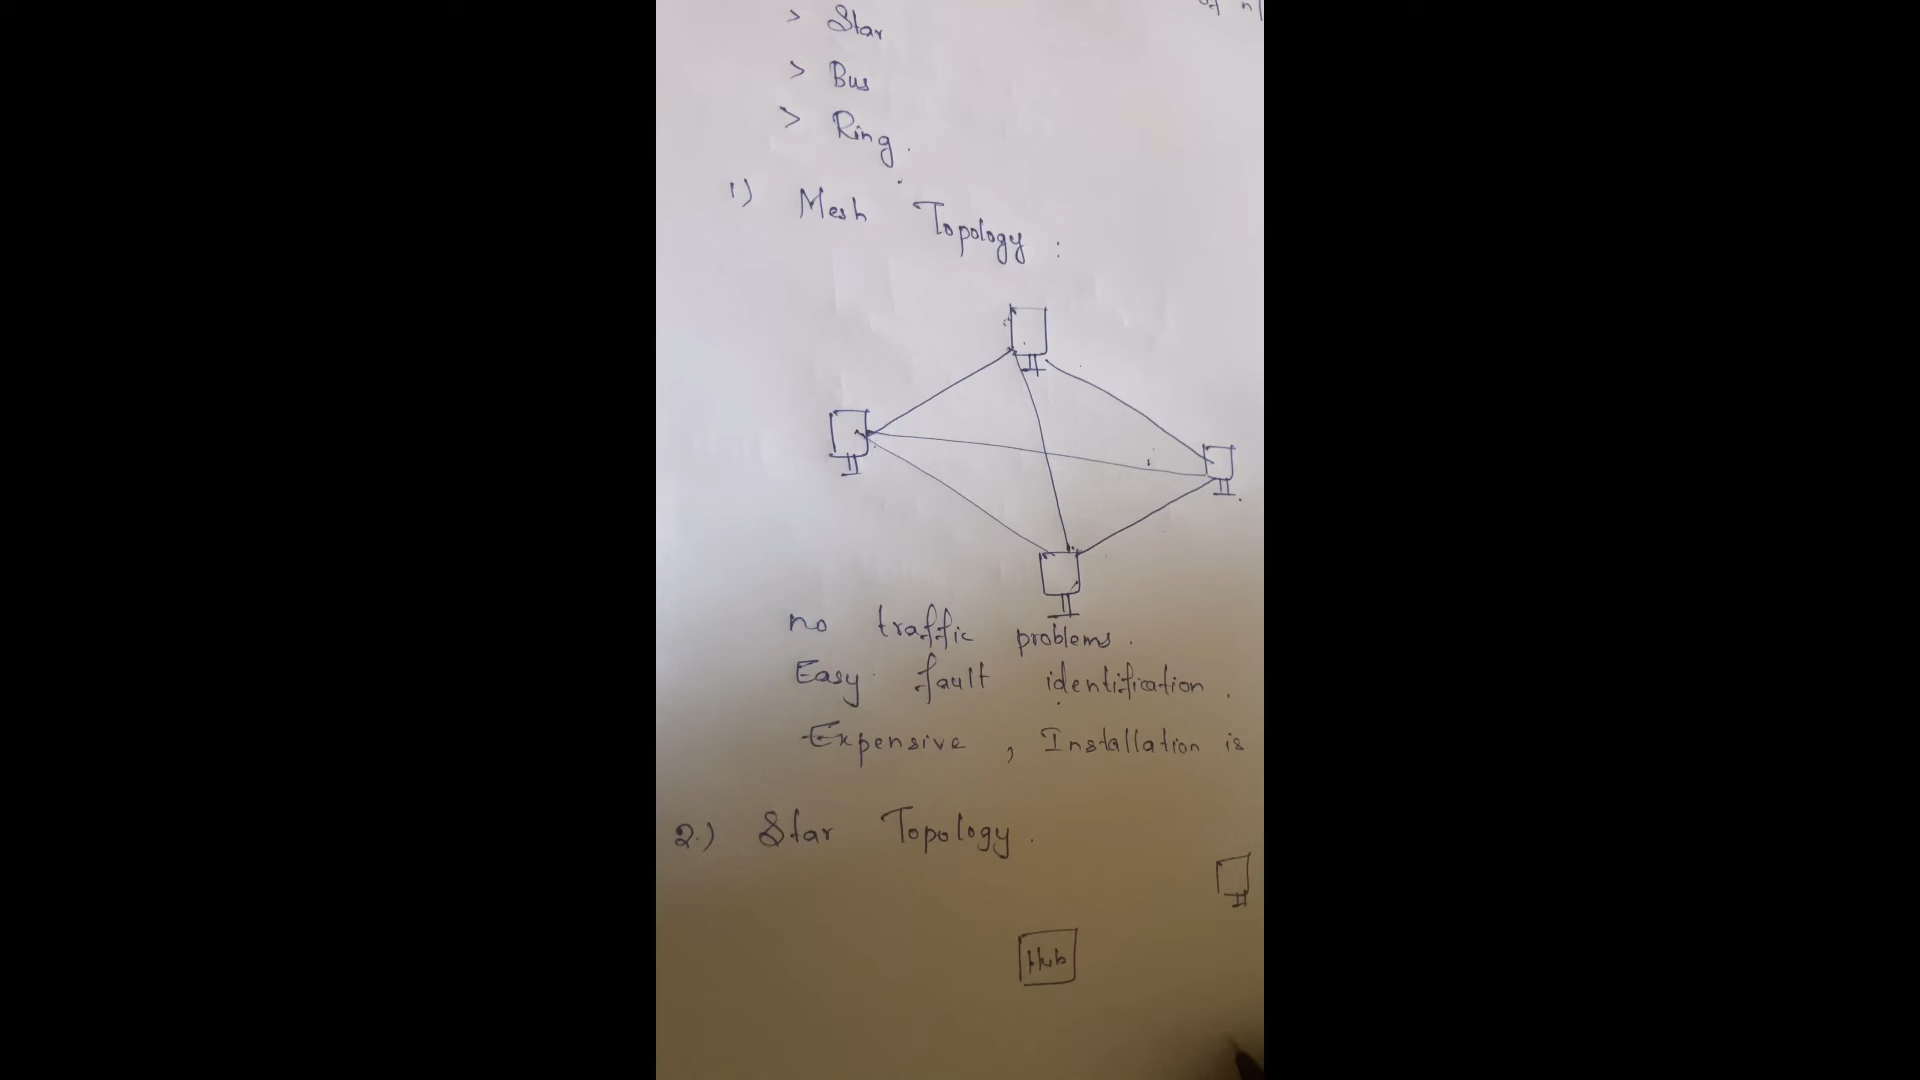 > Star
> Bus
> Ring.
1) Mesh Topology :
no traffic problems.
Easy fault identification.
Expensive, Installation is
2.) Star Topology.
Hub